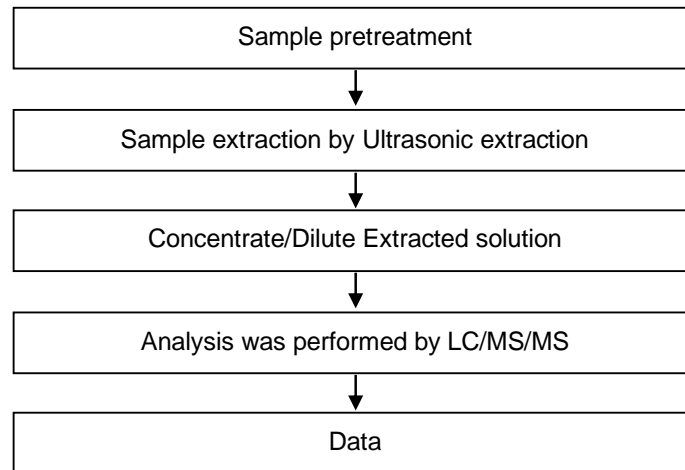 Sample pretreatment
Sample extraction by Ultrasonic extraction
Concentrate/Dilute Extracted solution
Analysis was performed by LC/MS/MS
Data